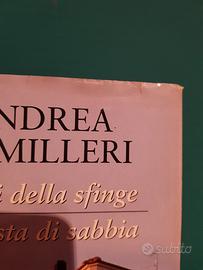 NDREA
MILLERI
i della sfinge
sta di sabbia
subito